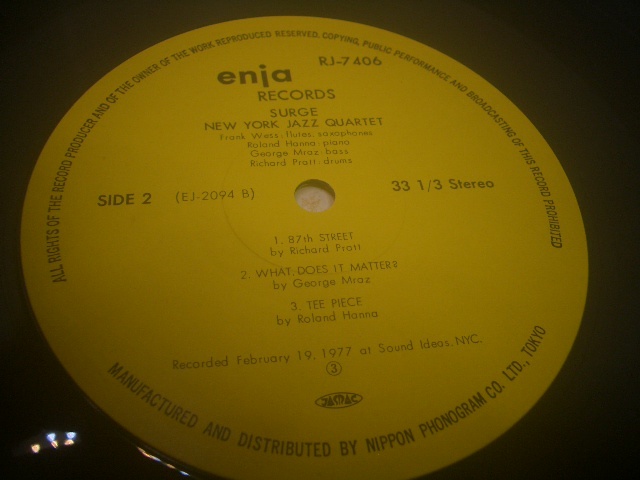 ALL RIGHTS OF THE RECORD PRODUCER AND OF THE OWNER OF THE WORK REPRODUCED RESERVED. COPYING, PUBLIC PERFORMANCE AND BROADCASTING OF THIS RECORD PROHIBITED
RJ-7406
enja
RECORDS
SURGE
NEW YORK JAZZ QUARTET
Frank Wess: flutes, saxophones
Roland Hanna: piano
George Mraz: bass
Richard Pratt: drums
SIDE 2 (EJ-2094 B) 33 1/3 Stereo
1. 87th STREET
by Richard Pratt
2. WHAT DOES IT MATTER?
by George Mraz
3. TEE PIECE
by Roland Hanna
Recorded February 19, 1977 at Sound Ideas, NYC.
③
JASRAC
MANUFACTURED AND DISTRIBUTED BY NIPPON PHONOGRAM CO. LTD., TOKYO